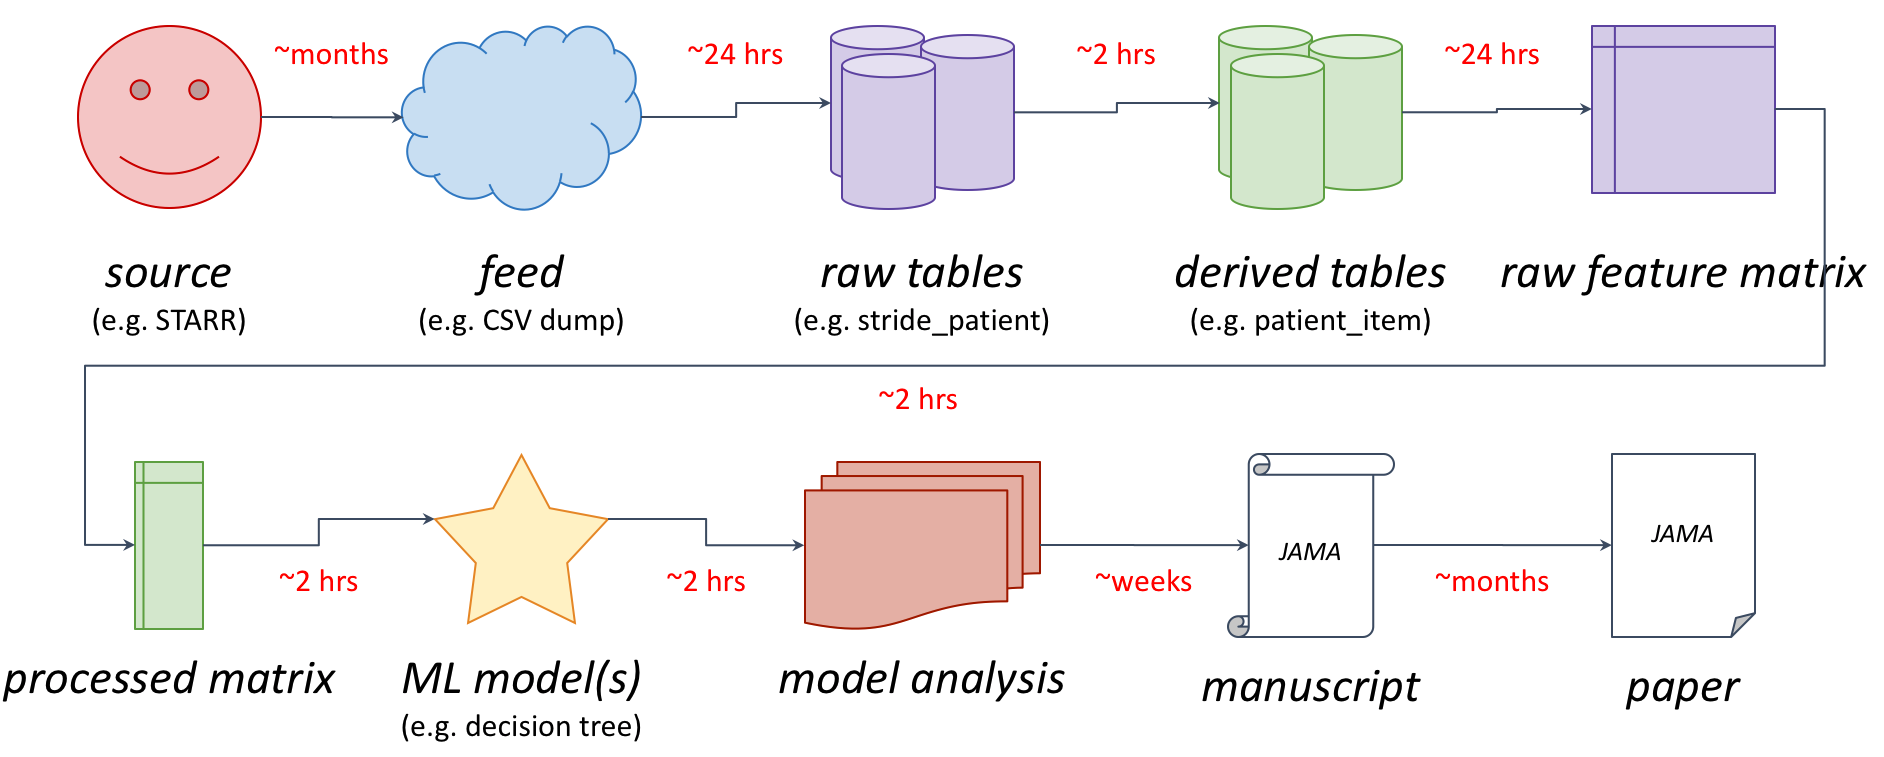 ~months
~24 hrs
~2 hrs
~24 hrs
source
(e.g. STARR)
feed
(e.g. CSV dump)
raw tables
(e.g. stride_patient)
derived tables
(e.g. patient_item)
raw feature matrix
~2 hrs
~2 hrs
~2 hrs
~weeks
~months
JAMA
JAMA
processed matrix
ML model(s)
(e.g. decision tree)
model analysis
manuscript
paper